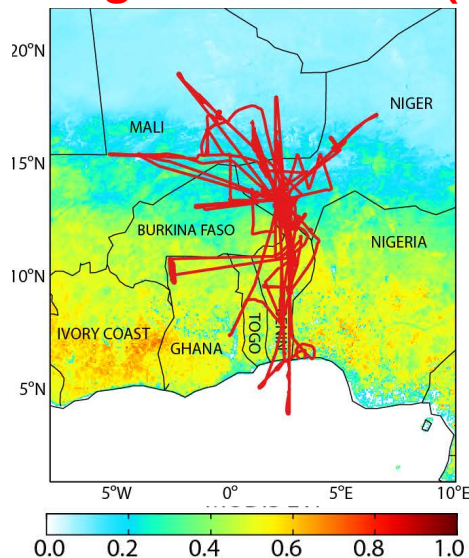 20°N
NIGER
MALI
15°N
BURKINA FASO
NIGERIA
10°N
IVORY COAST
GHANA
TOGO
5°N
5°W 0° 5°E 10°E
0.0 0.2 0.4 0.6 0.8 1.0